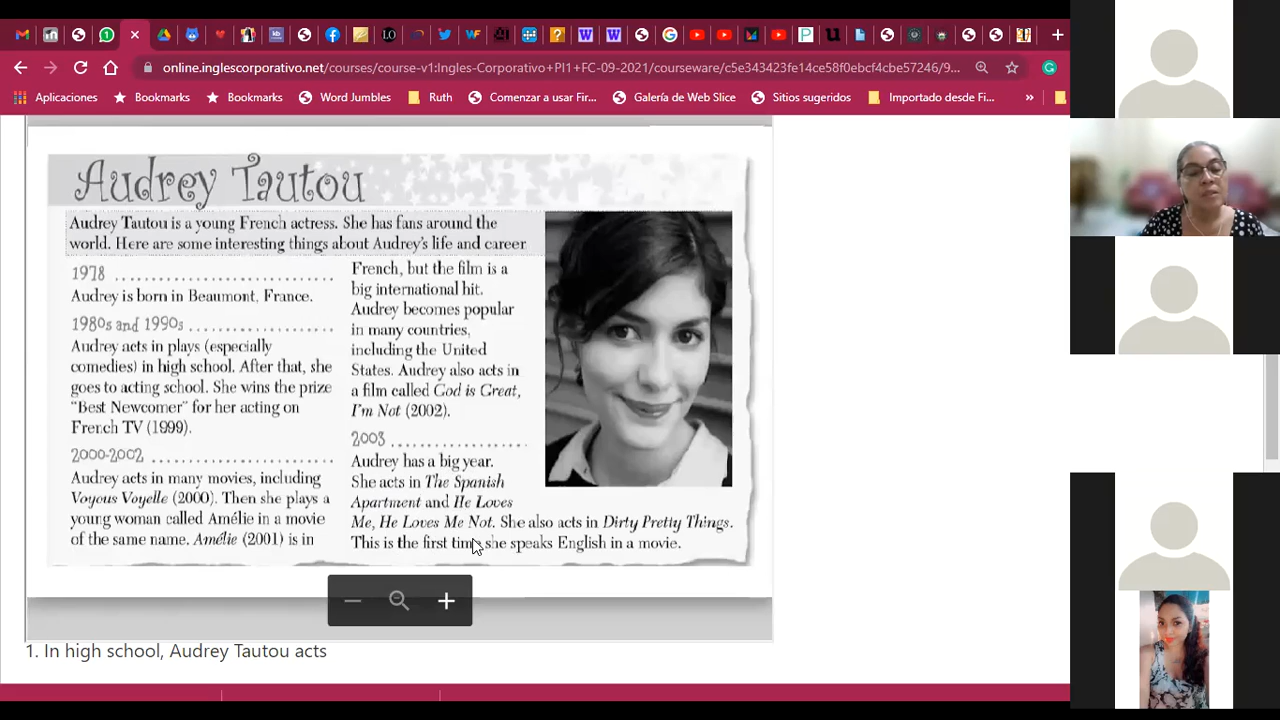 online.inglescorporativo.net/courses/course-v1:Ingles-Corporativo+PI1+FC-09-2021/courseware/c5e343423fe14ce58f0ebcf4cbe57246/9...
Aplicaciones
Bookmarks
Bookmarks
Word Jumbles
Ruth
Comenzar a usar Fir...
Galería de Web Slice
Sitios sugeridos
Importado desde Fi...
»
Audrey Tautou
Audrey Tautou is a young French actress. She has fans around the
world. Here are some interesting things about Audrey's life and career
1978
Audrey is born in Beaumont, France.
1980s and 1990s
Audrey acts in plays (especially
comedies) in high school. After that, she
goes to acting school. She wins the prize
"Best Newcomer" for her acting on
French TV (1999).
2000-2002
Audrey acts in many movies, including
Voyous Voyelle (2000). Then she plays a
young woman called Amélie in a movie
of the same name. Amélie (2001) is in
French, but the film is a
big international hit.
Audrey becomes popular
in many countries,
including the United
States. Audrey also acts in
a film called God is Great,
I'm Not (2002).
2003
Audrey has a big year.
She acts in The Spanish
Apartment and He Loves
Me, He Loves Me Not. She also acts in Dirty Pretty Things.
This is the first time she speaks English in a movie.
1. In high school, Audrey Tautou acts